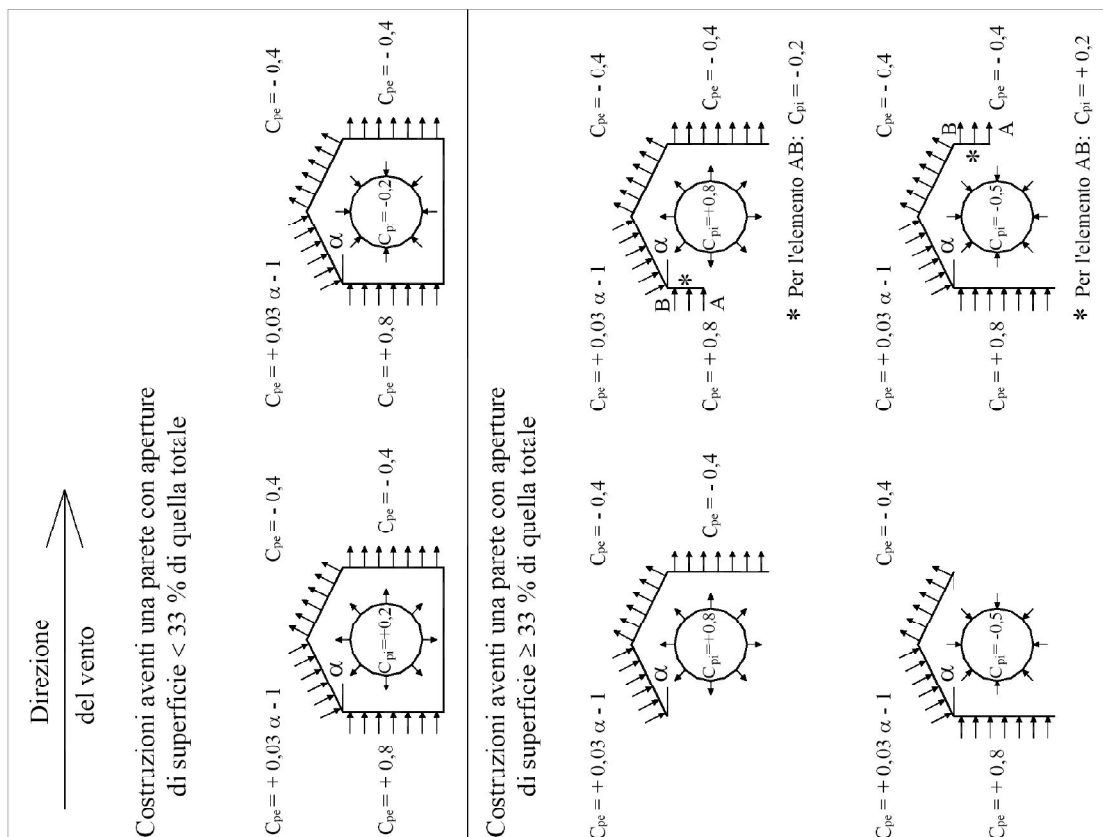 Direzione
del vento
Costruzioni aventi una parete con aperture
di superficie < 33 % di quella totale
Cpe = + 0,03 α - 1
Cpe = - 0,4
α
Cpe = + 0,8
Cpi = +0,2
Cpe = - 0,4
Cpe = + 0,03 α - 1
Cpe = - 0,4
α
Cpe = + 0,8
Cpi = -0,2
Cpe = - 0,4
Costruzioni aventi una parete con aperture
di superficie ≥ 33 % di quella totale
Cpe = + 0,03 α - 1
Cpe = - 0,4
α
Cpi = +0,8
Cpe = - 0,4
Cpe = + 0,03 α - 1
Cpe = - 0,4
B
*
α
A
Cpe = + 0,8
Cpi = +0,8
Cpe = - 0,4
* Per l'elemento AB: Cpi = - 0,2
Cpe = + 0,03 α - 1
Cpe = - 0,4
α
Cpe = + 0,8
Cpi = -0,5
Cpe = + 0,03 α - 1
Cpe = - 0,4
α
B
*
A
Cpe = + 0,8
Cpi = -0,5
Cpe = - 0,4
* Per l'elemento AB: Cpi = + 0,2